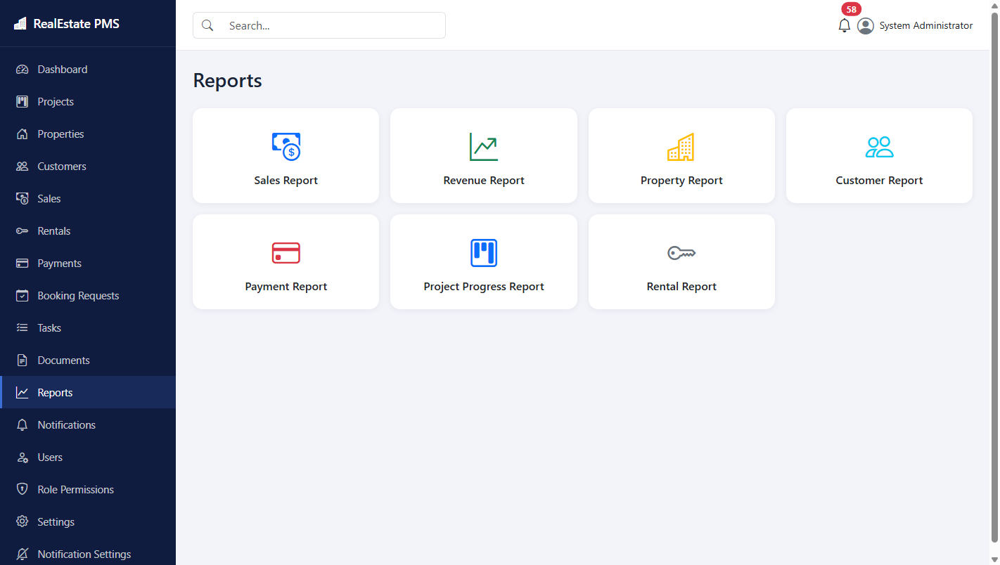 RealEstate PMS
Dashboard
Projects
Properties
Customers
Sales
Rentals
Payments
Booking Requests
Tasks
Documents
Reports
Notifications
Users
Role Permissions
Settings
Notification Settings
Search...
58
System Administrator
Reports
Sales Report
Revenue Report
Property Report
Customer Report
Payment Report
Project Progress Report
Rental Report